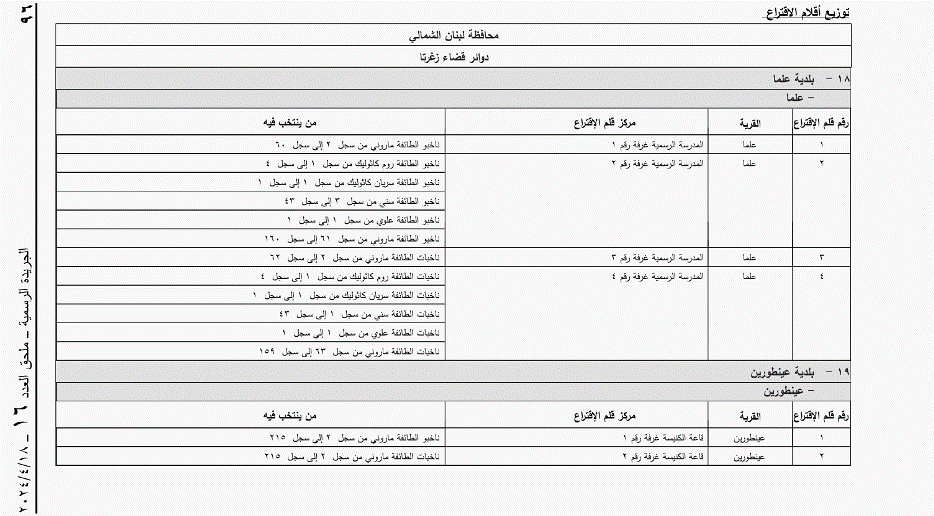 توزيع أقلام الاقتراع
محافظة لبنان الشمالي
دوائر قضاء زغرتا
١٨ - بلدية علما
- علما
رقم قلم الإقتراع القرية مركز قلم الإقتراع من ينتخب فيه
١ علما المدرسة الرسمية غرفة رقم ١ ناخبو الطائفة ماروني من سجل ٢ إلى سجل ٦٠
٢ علما المدرسة الرسمية غرفة رقم ٢ ناخبو الطائفة روم كاثوليك من سجل ١ إلى سجل ٤
ناخبو الطائفة سريان كاثوليك من سجل ١ إلى سجل ١
ناخبو الطائفة سني من سجل ٣ إلى سجل ٤٣
ناخبو الطائفة علوي من سجل ١ إلى سجل ١
ناخبو الطائفة ماروني من سجل ٦١ إلى سجل ١٦٠
٣ علما المدرسة الرسمية غرفة رقم ٣ ناخبات الطائفة ماروني من سجل ٢ إلى سجل ٦٢
٤ علما المدرسة الرسمية غرفة رقم ٤ ناخبات الطائفة روم كاثوليك من سجل ١ إلى سجل ٤
ناخبات الطائفة سريان كاثوليك من سجل ١ إلى سجل ١
ناخبات الطائفة سني من سجل ١ إلى سجل ٤٣
ناخبات الطائفة علوي من سجل ١ إلى سجل ١
ناخبات الطائفة ماروني من سجل ٦٣ إلى سجل ١٥٩
١٩ - بلدية عينطورين
- عينطورين
رقم قلم الإقتراع القرية مركز قلم الإقتراع من ينتخب فيه
١ عينطورين قاعة الكنيسة غرفة رقم ١ ناخبو الطائفة ماروني من سجل ٢ إلى سجل ٢١٥
٢ عينطورين قاعة الكنيسة غرفة رقم ٢ ناخبات الطائفة ماروني من سجل ٢ إلى سجل ٢١٥
٩٦
الجريدة الرسمية – ملحق العدد ١٦ – ٢٠٢٤/٤/١٨